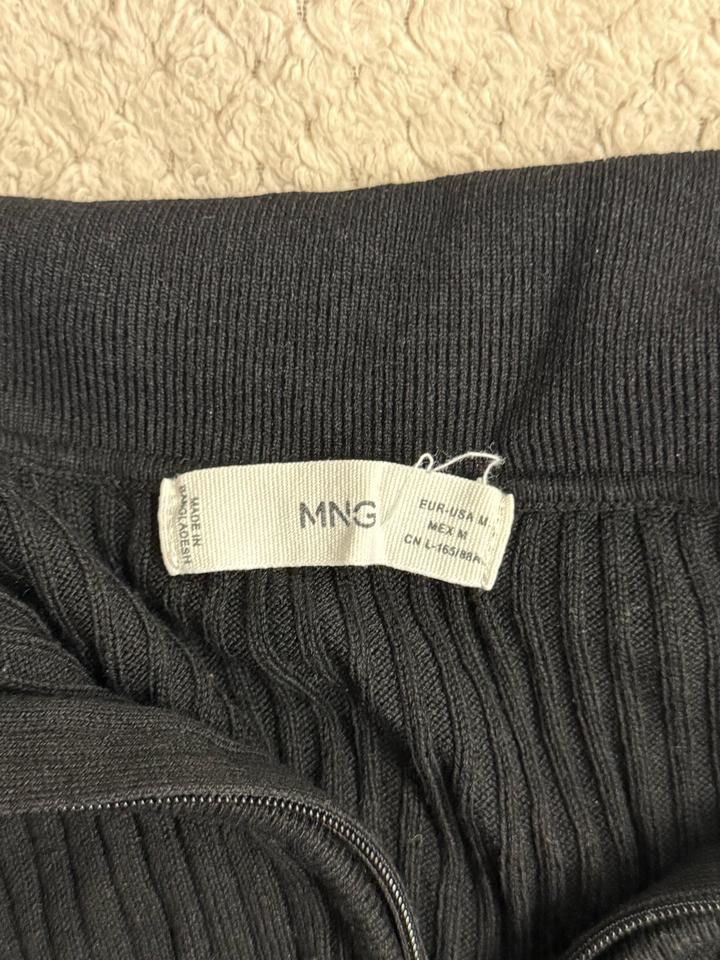 MADE IN
BANGLADESH
MNG
EUR-USA M
MEX M
CN L-165/88A